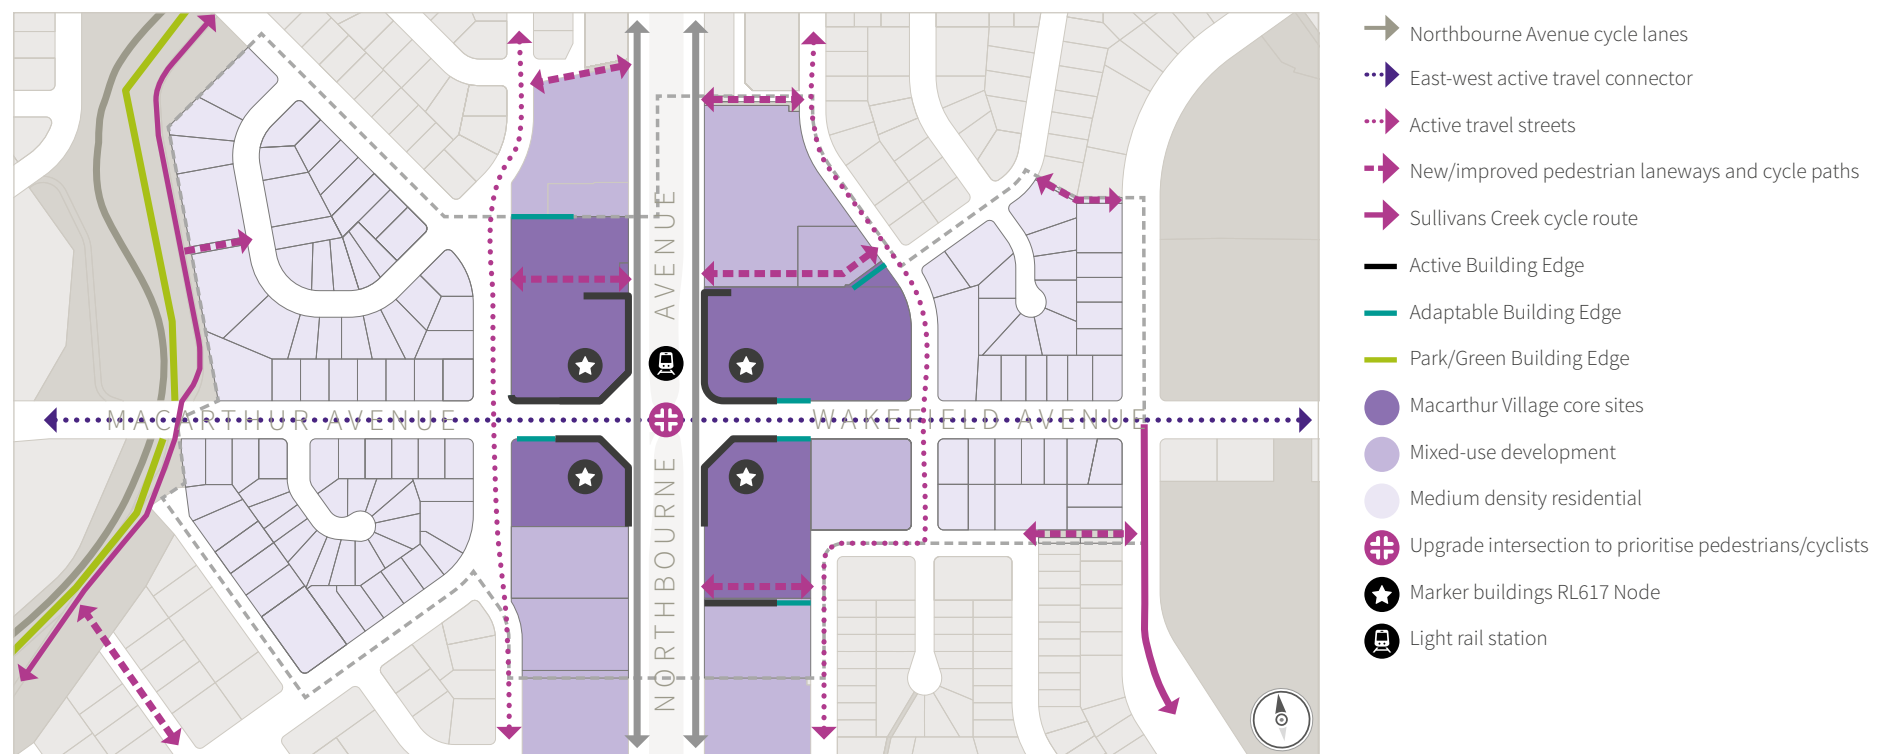 MACARTHUR AVENUE
WAKEFIELD AVENUE
NORTHBOURNE AVENUE
Northbourne Avenue cycle lanes
East-west active travel connector
Active travel streets
New/improved pedestrian laneways and cycle paths
Sullivans Creek cycle route
Active Building Edge
Adaptable Building Edge
Park/Green Building Edge
Macarthur Village core sites
Mixed-use development
Medium density residential
Upgrade intersection to prioritise pedestrians/cyclists
Marker buildings RL617 Node
Light rail station